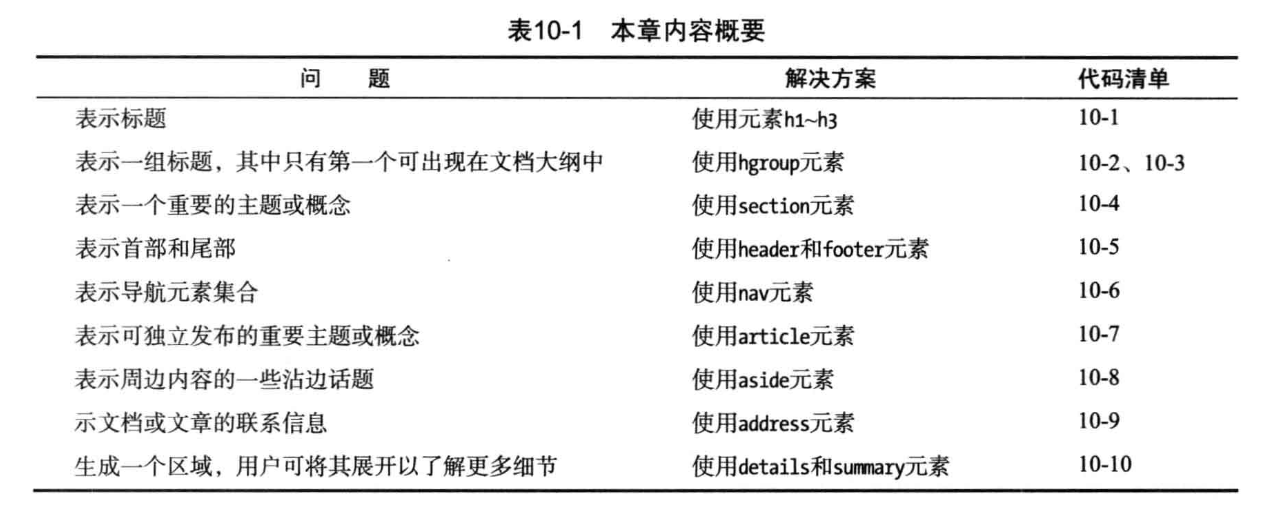 表10-1 本章内容概要
问 题 解决方案 代码清单
表示标题 使用元素h1~h3 10-1
表示一组标题，其中只有第一个可出现在文档大纲中 使用hgroup元素 10-2、10-3
表示一个重要的主题或概念 使用section元素 10-4
表示首部和尾部 使用header和footer元素 10-5
表示导航元素集合 使用nav元素 10-6
表示可独立发布的重要主题或概念 使用article元素 10-7
表示周边内容的一些沾边话题 使用aside元素 10-8
示文档或文章的联系信息 使用address元素 10-9
生成一个区域，用户可将其展开以了解更多细节 使用details和summary元素 10-10